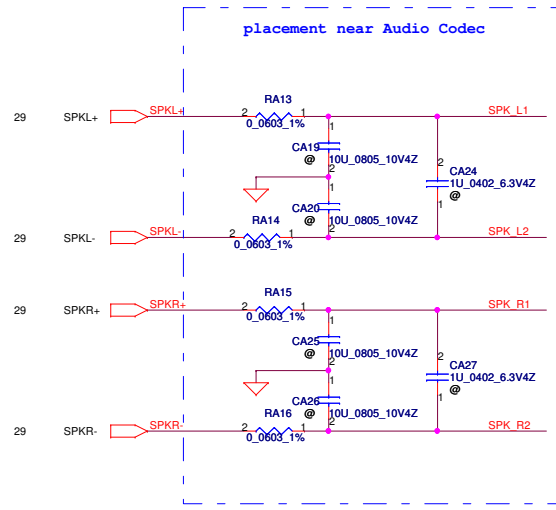 placement near Audio Codec
RA13
29 SPKL+ SPKL+ 2 1 SPK_L1
0_0603_1%
1
CA19 10U_0805_10V4Z
@
2
2
CA24
1U_0402_6.3V4Z
1
@
1
CA20 10U_0805_10V4Z
@
2
RA14
29 SPKL- SPKL- 2 1 SPK_L2
0_0603_1%
RA15
29 SPKR+ SPKR+ 2 1 SPK_R1
0_0603_1%
1
CA25 10U_0805_10V4Z
@
2
2
CA27
1U_0402_6.3V4Z
1
@
1
CA26 10U_0805_10V4Z
@
2
RA16
29 SPKR- SPKR- 2 1 SPK_R2
0_0603_1%